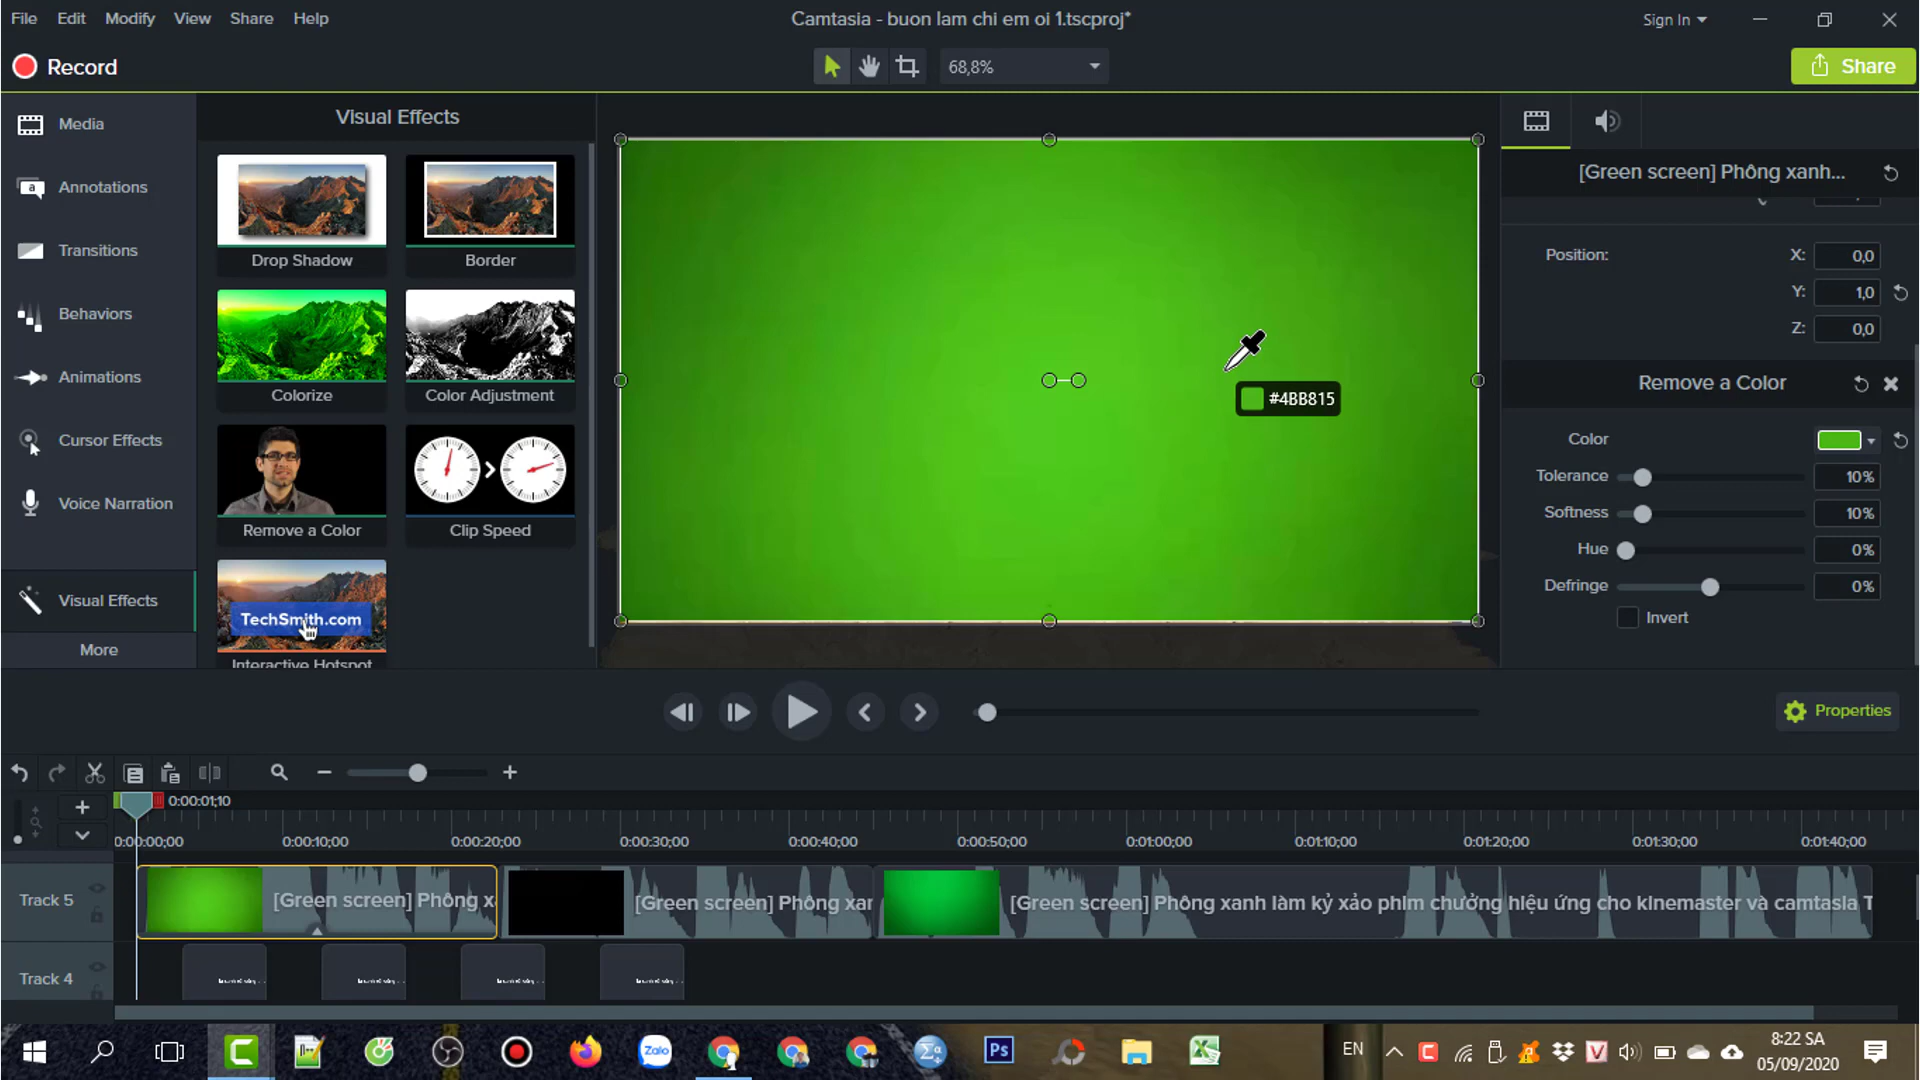 File Edit Modify View Share Help
Camtasia - buon lam chi em oi 1.tscproj*
Sign In
Record
68,8%
Share
Media
Annotations
Transitions
Behaviors
Animations
Cursor Effects
Voice Narration
Visual Effects
More
Visual Effects
Drop Shadow
Border
Colorize
Color Adjustment
Remove a Color
Clip Speed
TechSmith.com
Interactive Hotspot
#4BB815
[Green screen] Phông xanh...
Position:
X: 0,0
Y: 1,0
Z: 0,0
Remove a Color
Color
Tolerance 10%
Softness 10%
Hue 0%
Defringe 0%
Invert
Properties
0:00:01;10
0:00:00;00 0:00:10;00 0:00:20;00 0:00:30;00 0:00:40;00 0:00:50;00 0:01:00;00 0:01:10;00 0:01:20;00 0:01:30;00 0:01:40;00
Track 5
[Green screen] Phông x
[Green screen] Phông xan
[Green screen] Phông xanh làm kỷ xảo phim chưởng hiệu ứng cho kinemaster và camtasia T
Track 4
Zalo
Ps
EN
8:22 SA
05/09/2020